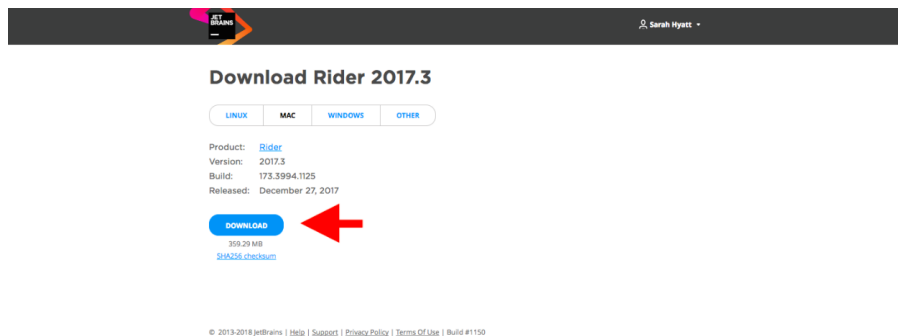 JET
BRAINS
Sarah Hyatt
Download Rider 2017.3
LINUX MAC WINDOWS OTHER
Product: Rider
Version: 2017.3
Build: 173.3994.1125
Released: December 27, 2017
DOWNLOAD
359.29 MB
SHA256 checksum
© 2013-2018 JetBrains | Help | Support | Privacy Policy | Terms Of Use | Build #1150